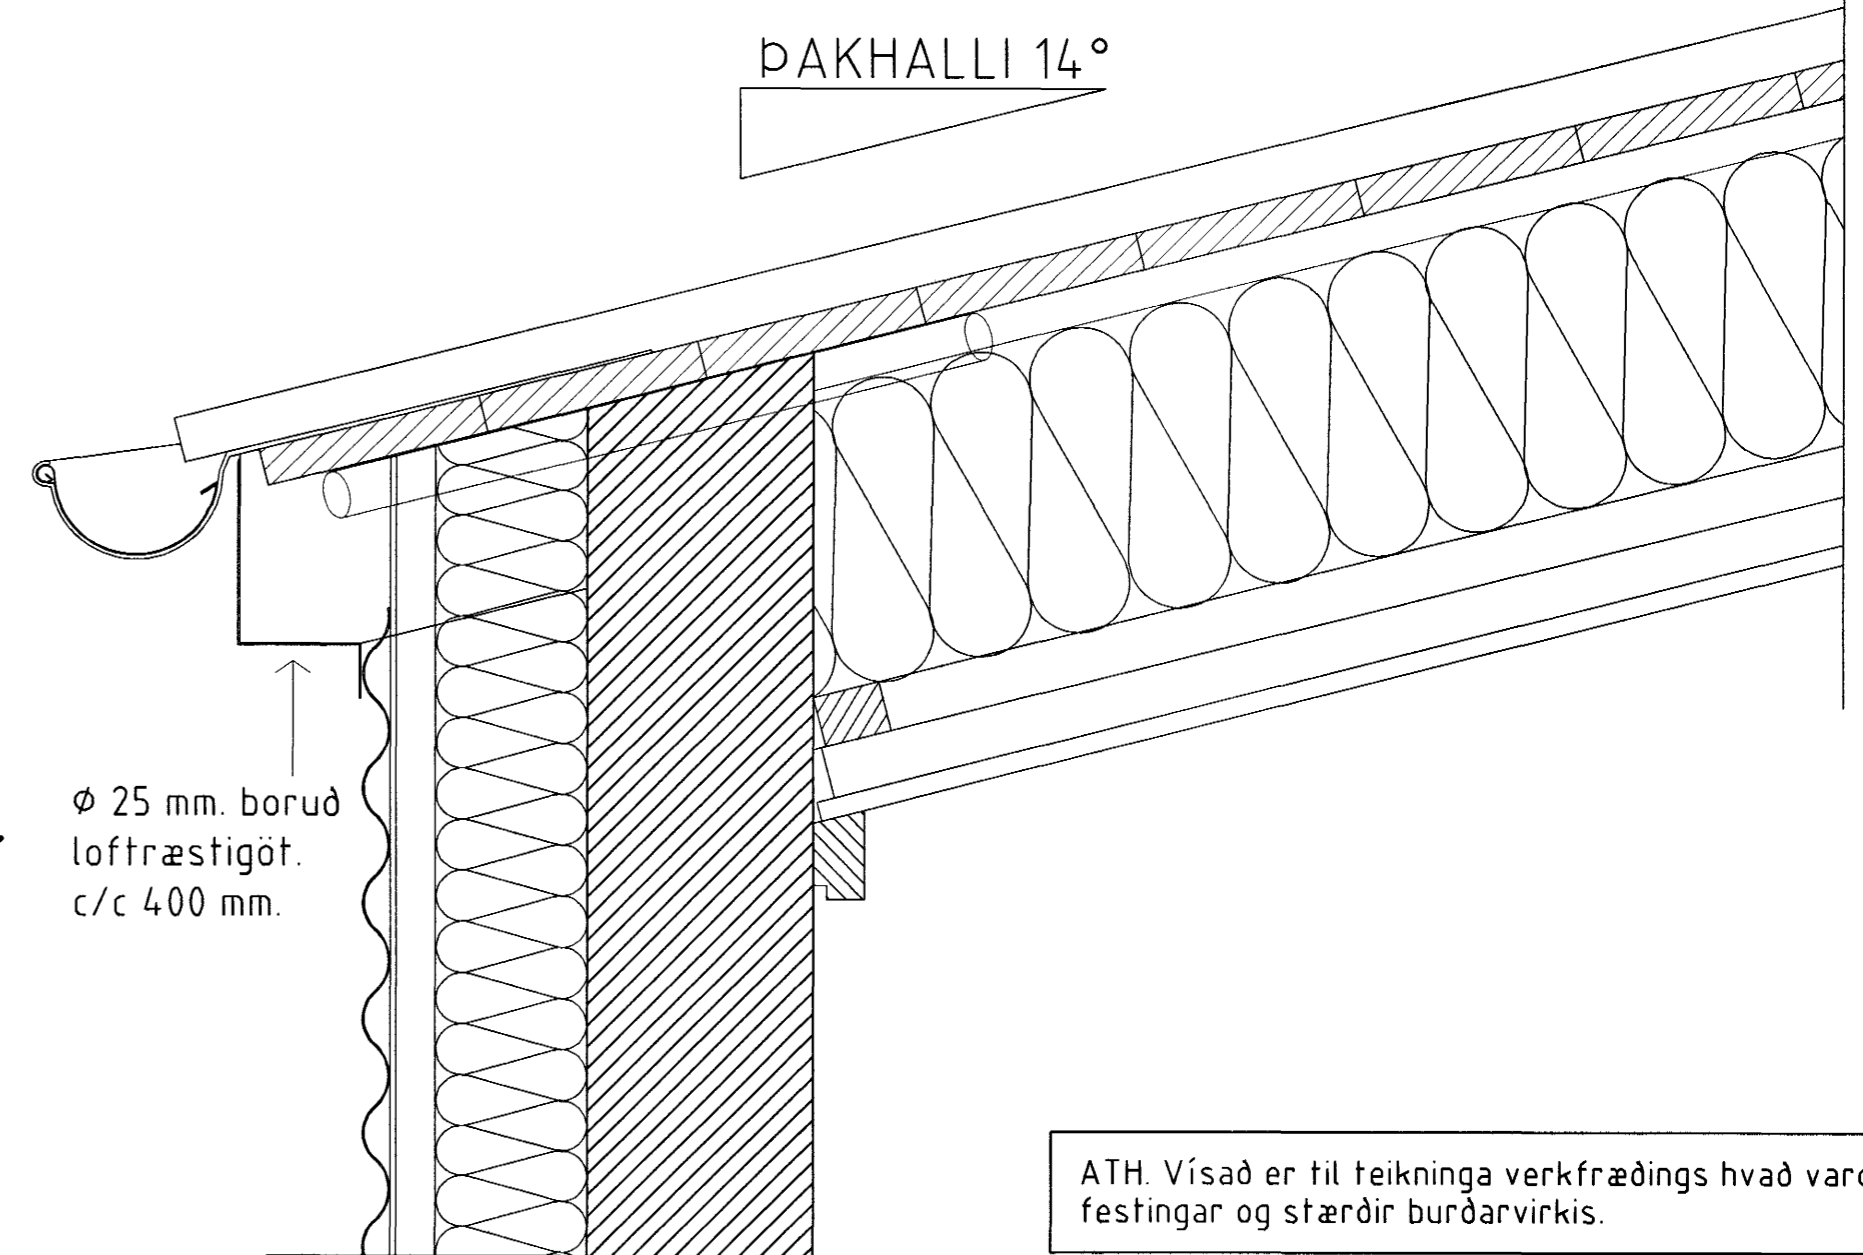 ÞAKHALLI 14°
Ø 25 mm. boruð
loftræstigöt.
c/c 400 mm.
ATH. Vísað er til teikninga verkfræðings hvað
festingar og stærðir burðarvirkis.